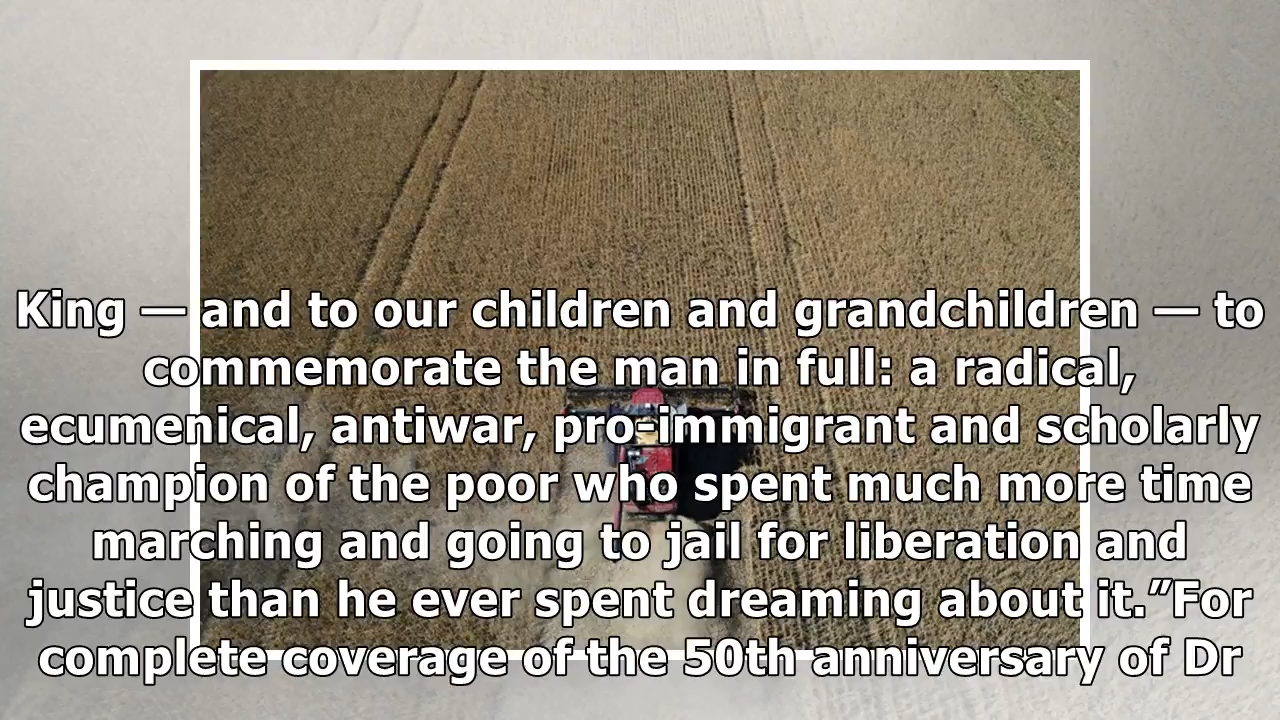 King — and to our children and grandchildren — to
commemorate the man in full: a radical,
ecumenical, antiwar, pro-immigrant and scholarly
champion of the poor who spent much more time
marching and going to jail for liberation and
justice than he ever spent dreaming about it.”For
complete coverage of the 50th anniversary of Dr